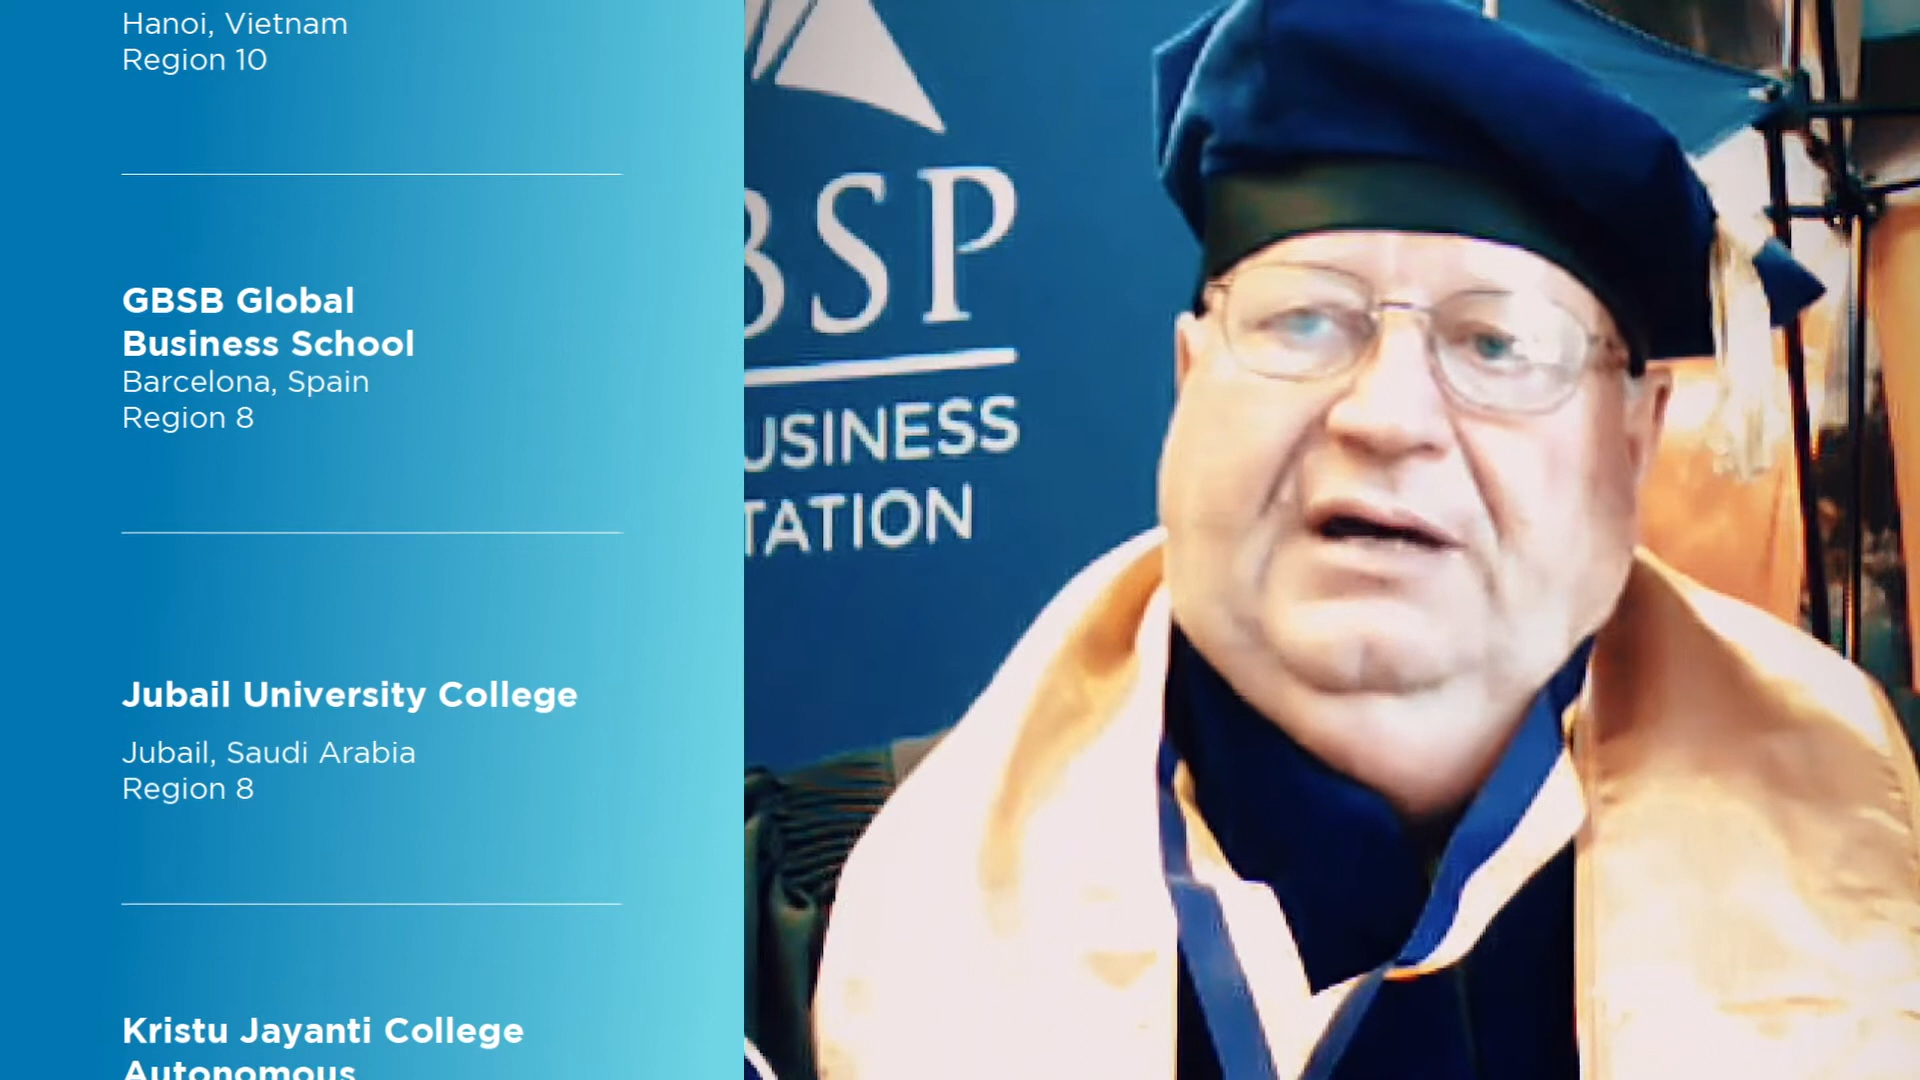 Hanoi, Vietnam
Region 10
GBSB Global
Business School
Barcelona, Spain
Region 8
Jubail University College
Jubail, Saudi Arabia
Region 8
Kristu Jayanti College
Autonomous
BSP
USINESS
TATION